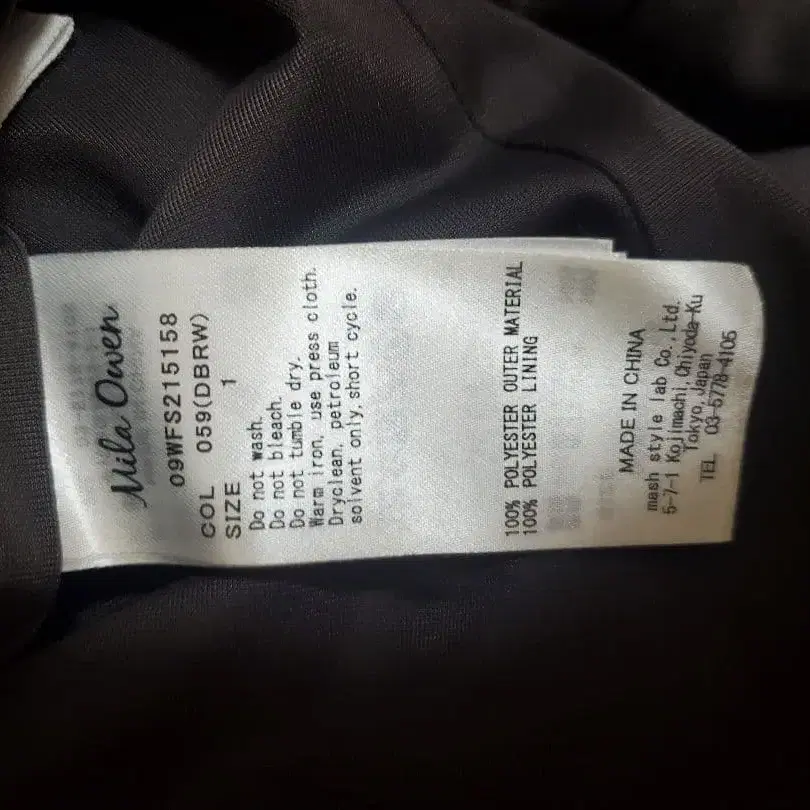 Mila Owen
09WFS215158
COL 059(DBRW)
SIZE 1
Do not wash.
Do not bleach.
Do not tumble dry.
Warm iron, use press cloth.
Dryclean, petroleum
solvent only, short cycle.
100% POLYESTER OUTER MATERIAL
100% POLYESTER LINING
MADE IN CHINA
mash style lab Co., Ltd.
5-7-1 Kojimachi, Chiyoda-Ku
Tokyo, Japan
TEL 03-5778-4105